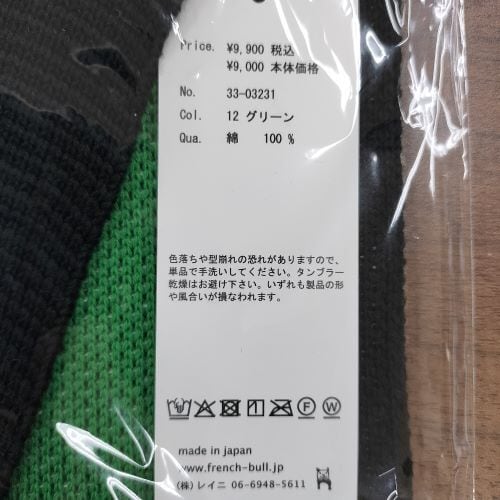 Price. ¥9,900 税込
¥9,000 本体価格
No. 33-03231
Col. 12 グリーン
Qua. 綿 100 %
色落ちや型崩れの恐れがありますので、
単品で手洗いしてください。タンブラー
乾燥はお避け下さい。いずれも製品の形
や風合いが損なわれます。
F W
made in japan
www.french-bull.jp
(株) レイニ 06-6948-5611